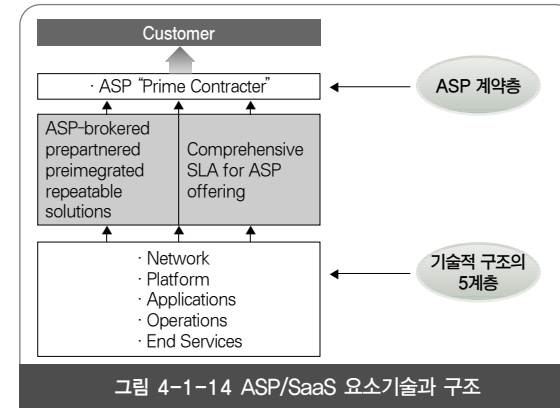 Customer
· ASP “Prime Contracter”
ASP 계약층
ASP-brokered
prepartnered
preimegrated
repeatable
solutions
Comprehensive
SLA for ASP
offering
· Network
· Platform
· Applications
· Operations
· End Services
기술적 구조의
5계층
그림 4-1-14 ASP/SaaS 요소기술과 구조